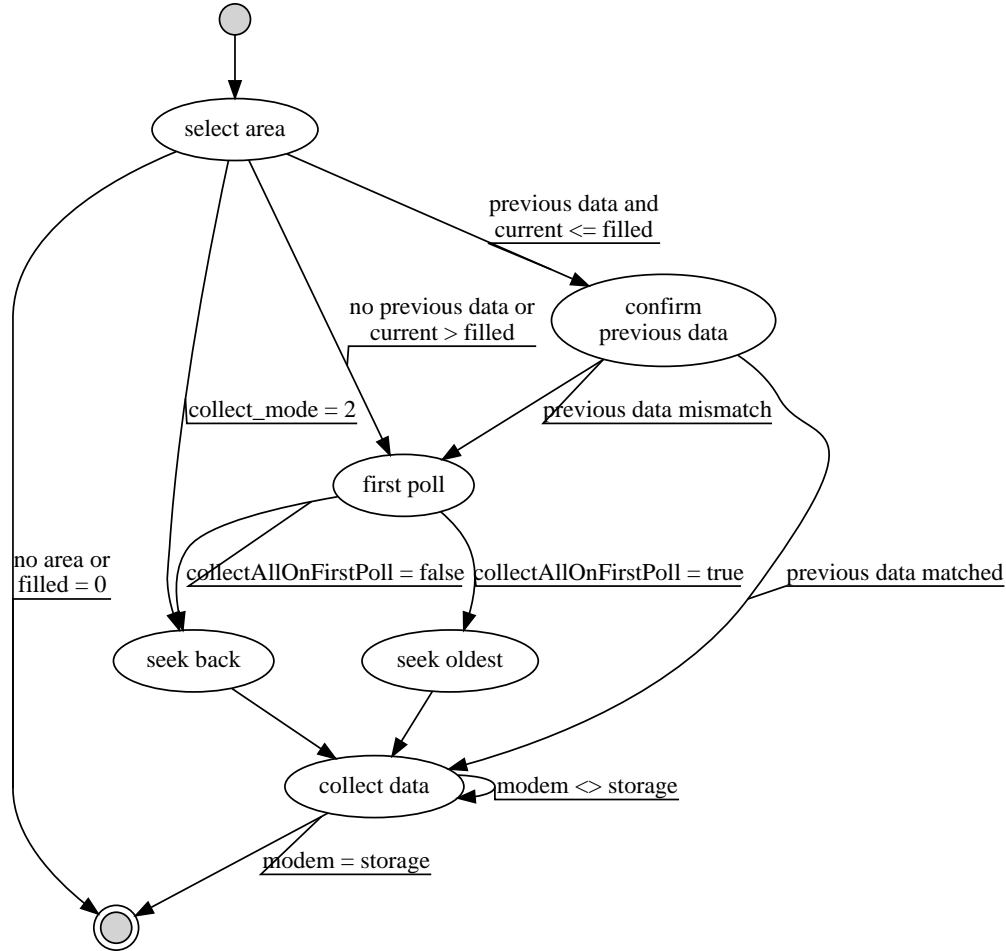 select area
previous data and
current <= filled
no previous data or
current > filled
confirm
previous data
collect_mode = 2
previous data mismatch
first poll
no area or
filled = 0
collectAllOnFirstPoll = false
collectAllOnFirstPoll = true
previous data matched
seek back
seek oldest
collect data
modem <> storage
modem = storage